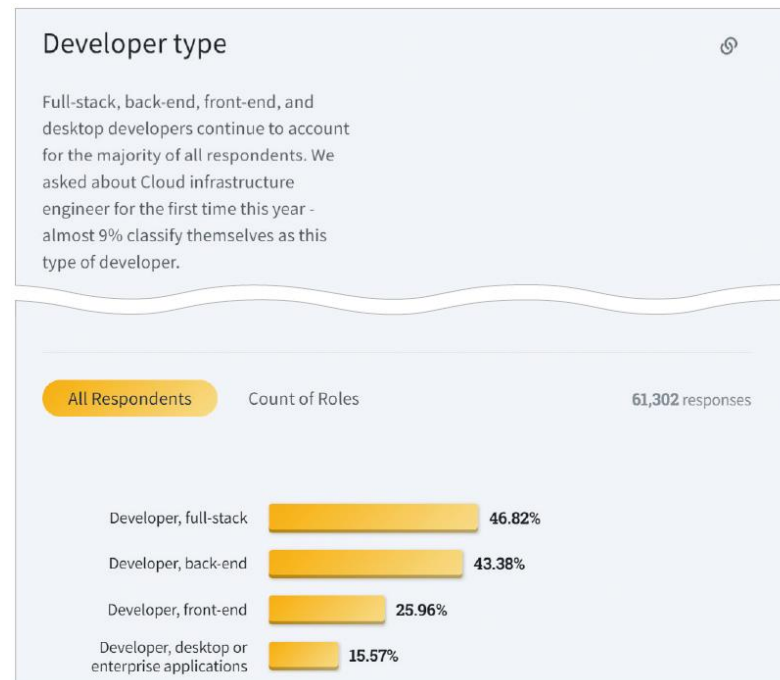 Developer type
Full-stack, back-end, front-end, and
desktop developers continue to account
for the majority of all respondents. We
asked about Cloud infrastructure
engineer for the first time this year -
almost 9% classify themselves as this
type of developer.
All Respondents Count of Roles 61,302 responses
Developer, full-stack 46.82%
Developer, back-end 43.38%
Developer, front-end 25.96%
Developer, desktop or
enterprise applications 15.57%